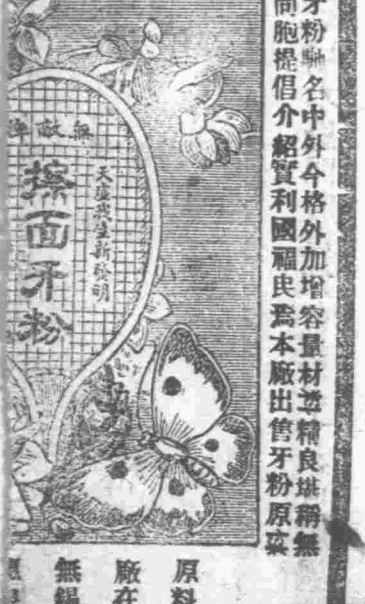 牙粉馳名中外今格外加增容量材造精良堪稱無
同胞提倡介紹實利國福民爲本廠出售牙粉原
無敵牌
天虛我生新發明
擦面牙粉
原料
廠在
無錫